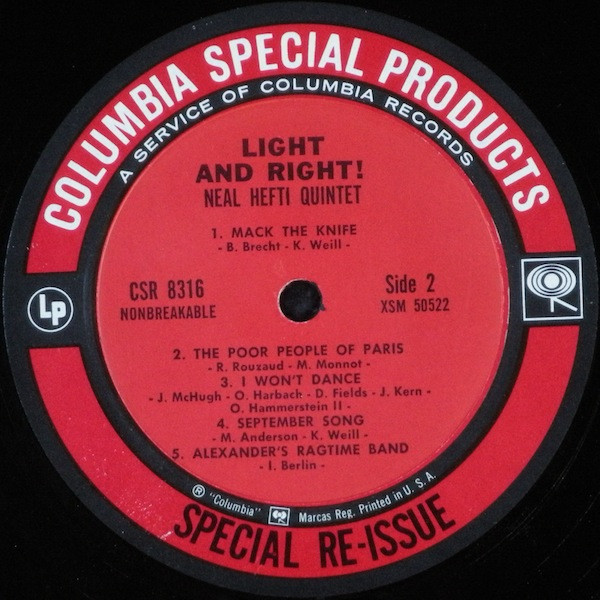 COLUMBIA SPECIAL PRODUCTS
A SERVICE OF COLUMBIA RECORDS
LIGHT
AND RIGHT!
NEAL HEFTI QUINTET
1. MACK THE KNIFE
- B. Brecht - K. Weill -
CSR 8316
NONBREAKABLE
Side 2
XSM 50522
Lp
2. THE POOR PEOPLE OF PARIS
- R. Rouzaud - M. Monnot -
3. I WON'T DANCE
- J. McHugh - O. Harback - D. Fields - J. Kern -
O. Hammerstein II -
4. SEPTEMBER SONG
- M. Anderson - K. Weill -
5. ALEXANDER'S RAGTIME BAND
- I. Berlin -
® "Columbia" Marcas Reg. Printed in U. S. A.
SPECIAL RE-ISSUE